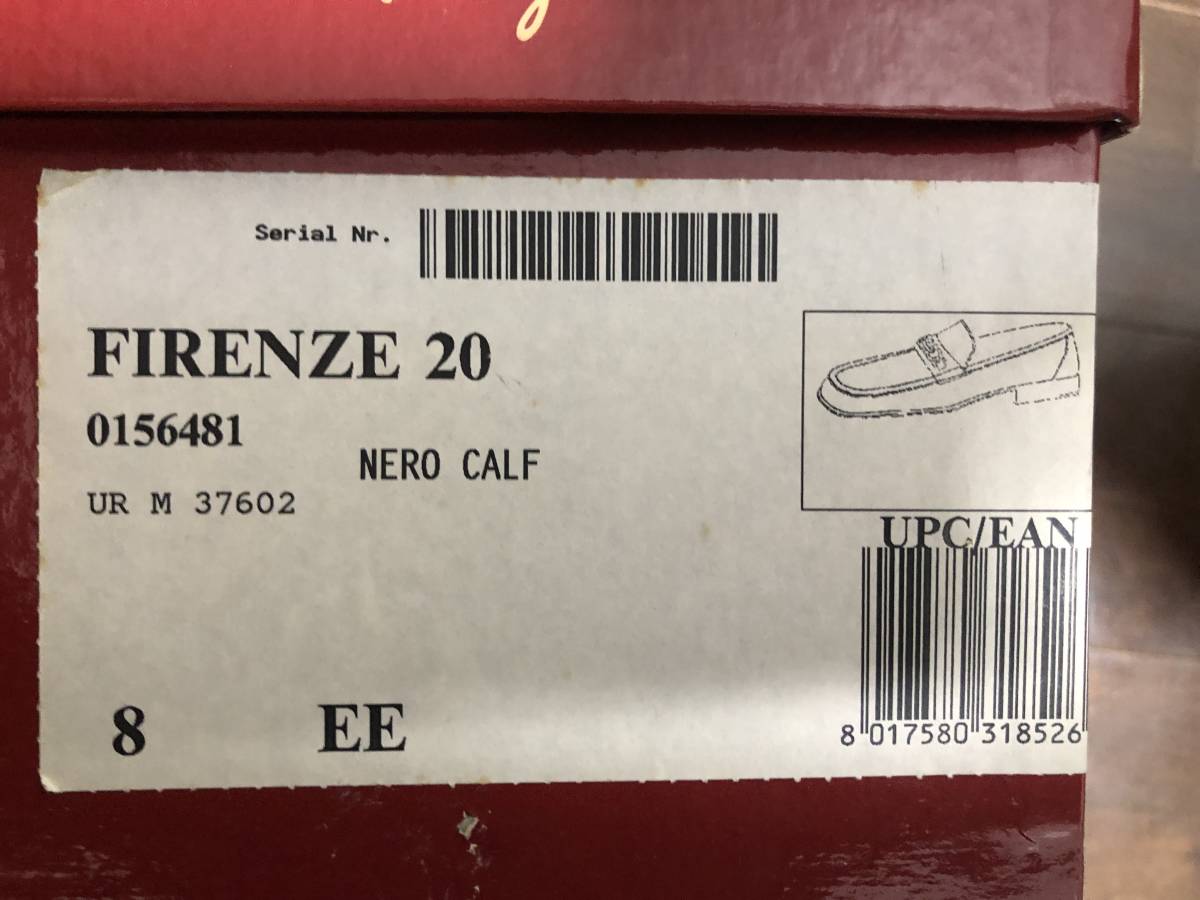 Serial Nr.
FIRENZE 20
0156481
NERO CALF
UR M 37602
UPC/EAN
8 EE
8 017580 318526